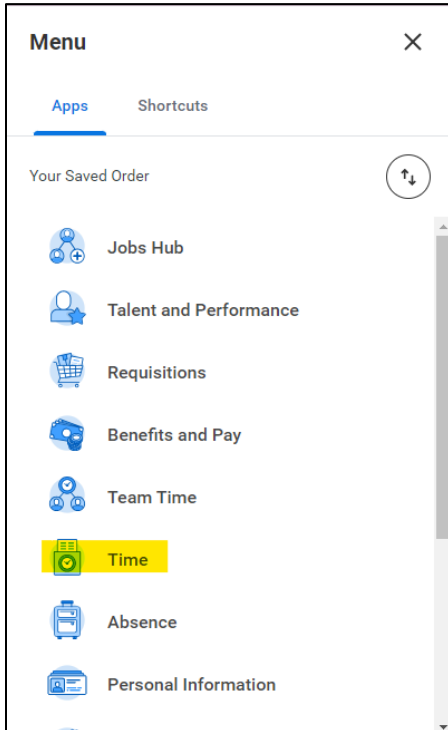 Menu
Apps Shortcuts
Your Saved Order
Jobs Hub
Talent and Performance
Requisitions
Benefits and Pay
Team Time
Time
Absence
Personal Information